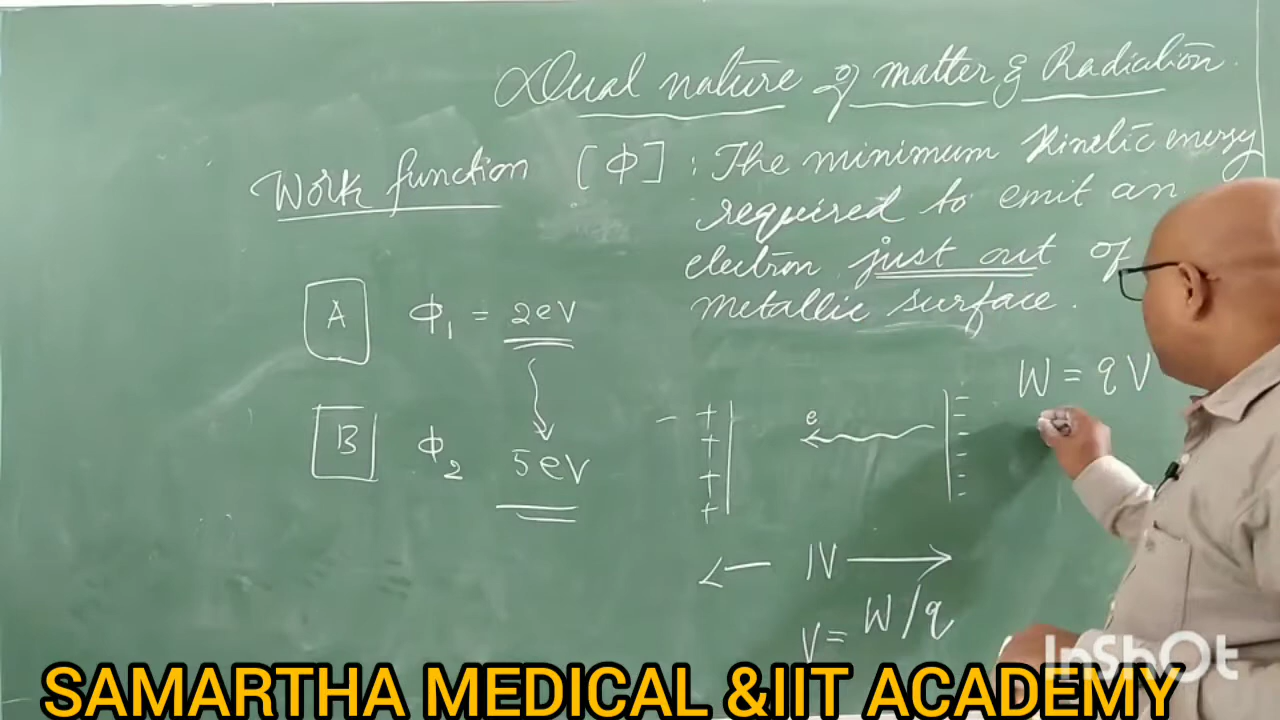 Dual nature of matter & Radiation.
Work function [Φ] : The minimum Kinetic energy
required to emit an
electron just out of
metallic surface.
A Φ₁ = 2eV
B Φ₂ 5eV
W = qV
e
+ + + +
- - - - -
1V
V = W/q
InShOt
SAMARTHA MEDICAL &IIT ACADEMY